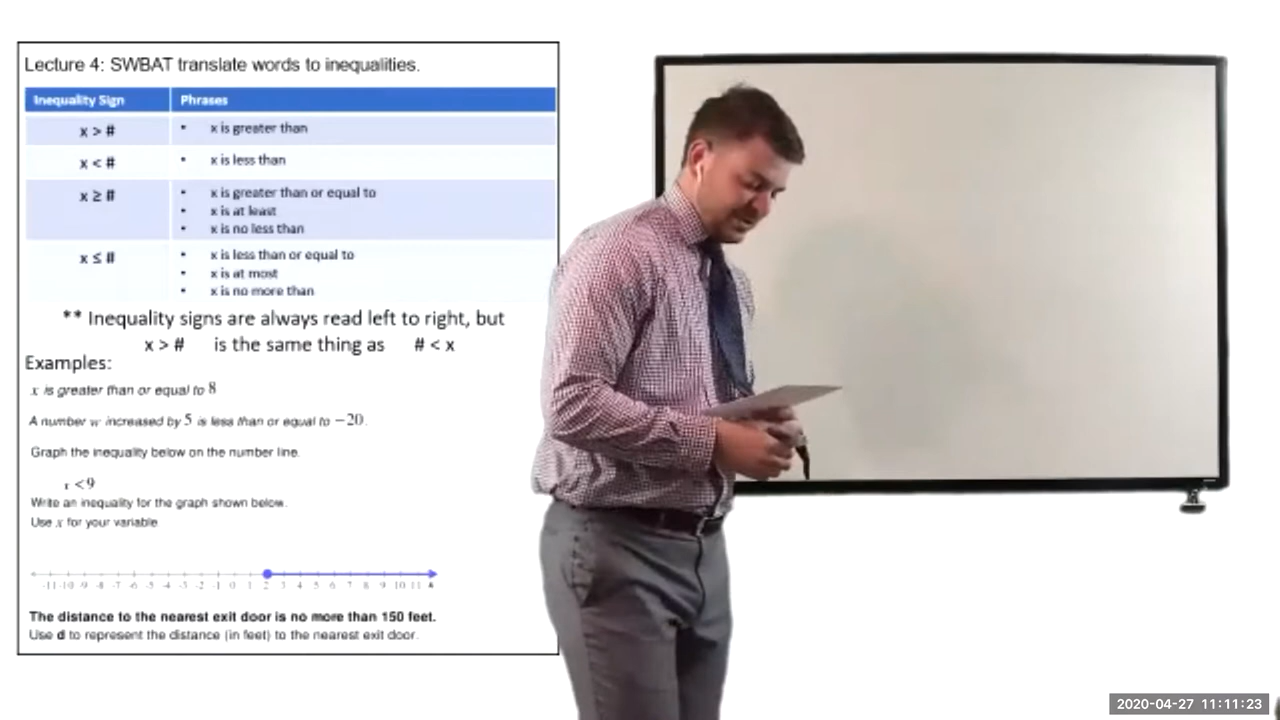 Lecture 4: SWBAT translate words to inequalities.
Inequality Sign Phrases
x > # • x is greater than
x < # • x is less than
x ≥ # • x is greater than or equal to
• x is at least
• x is no less than
x ≤ # • x is less than or equal to
• x is at most
• x is no more than
** Inequality signs are always read left to right, but
x > # is the same thing as # < x
Examples:
x is greater than or equal to 8
A number w increased by 5 is less than or equal to −20.
Graph the inequality below on the number line.
x < 9
Write an inequality for the graph shown below.
Use x for your variable
-11 -10 -9 -8 -7 -6 -5 -4 -3 -2 -1 0 1 2 3 4 5 6 7 8 9 10 11
The distance to the nearest exit door is no more than 150 feet.
Use d to represent the distance (in feet) to the nearest exit door.
2020-04-27 11:11:23